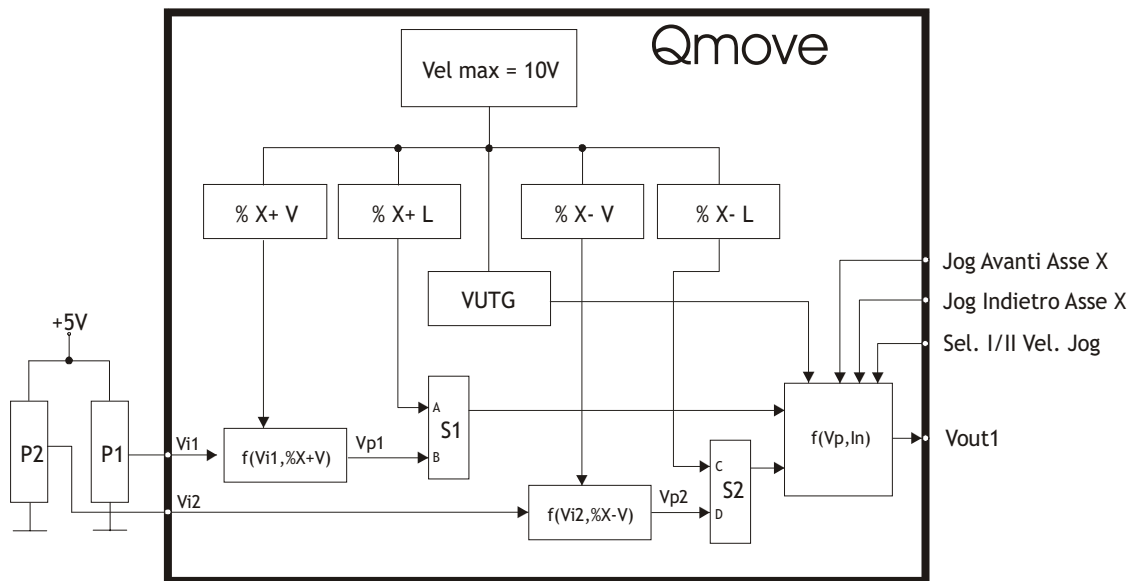 Qmove
Vel max = 10V
% X+ V
% X+ L
% X- V
% X- L
VUTG
Jog Avanti Asse X
Jog Indietro Asse X
Sel. I/II Vel. Jog
+5V
P2
P1
Vi1
Vi2
f(Vi1,%X+V)
Vp1
A
S1
B
f(Vi2,%X-V)
Vp2
C
S2
D
f(Vp,In)
Vout1